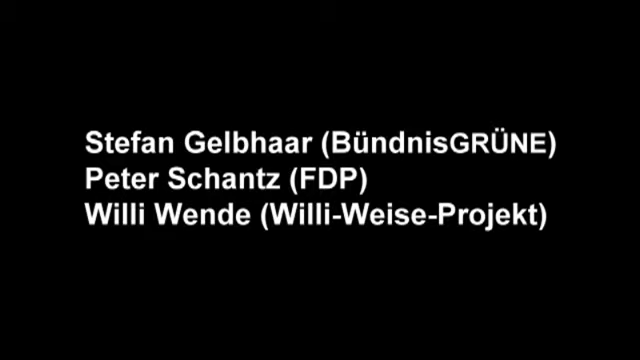 Stefan Gelbhaar (BündnisGRÜNE)
Peter Schantz (FDP)
Willi Wende (Willi-Weise-Projekt)